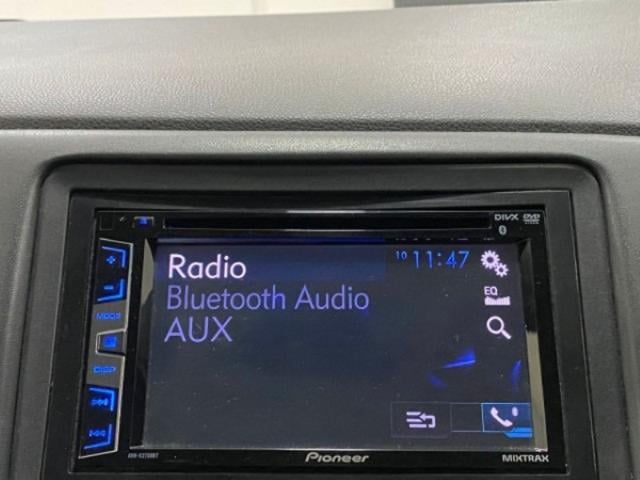 DIVX DVD
Radio
10 11:47
Bluetooth Audio
EQ
AUX
MODE
DISP
Pioneer
MIXTRAX